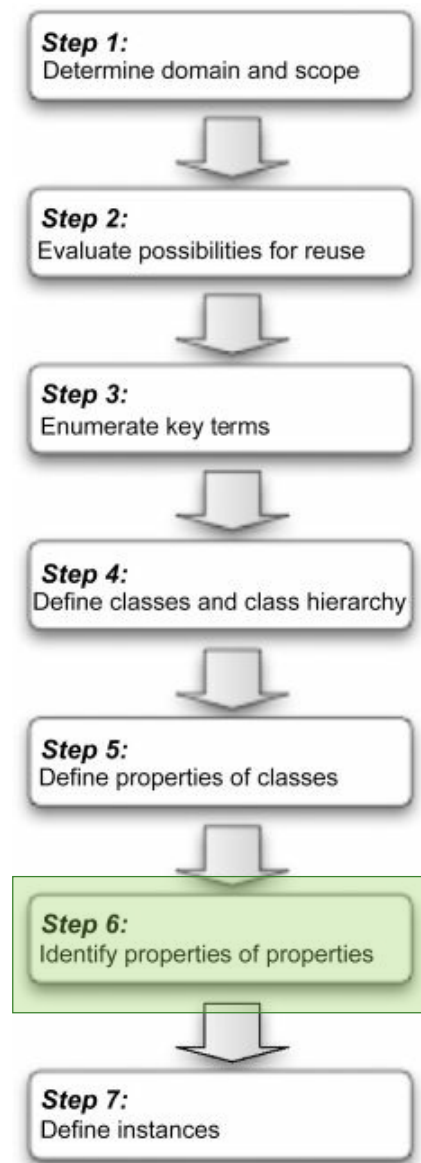 Step 1:
Determine domain and scope
Step 2:
Evaluate possibilities for reuse
Step 3:
Enumerate key terms
Step 4:
Define classes and class hierarchy
Step 5:
Define properties of classes
Step 6:
Identify properties of properties
Step 7:
Define instances